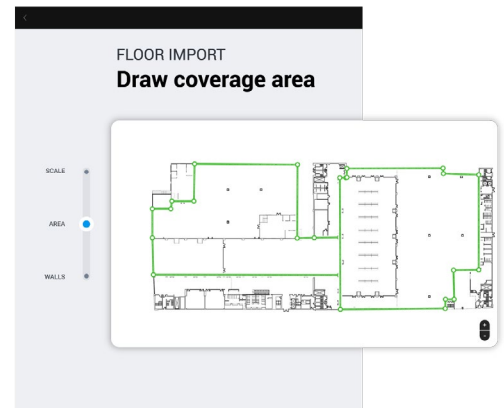 FLOOR IMPORT
Draw coverage area
SCALE
AREA
WALLS